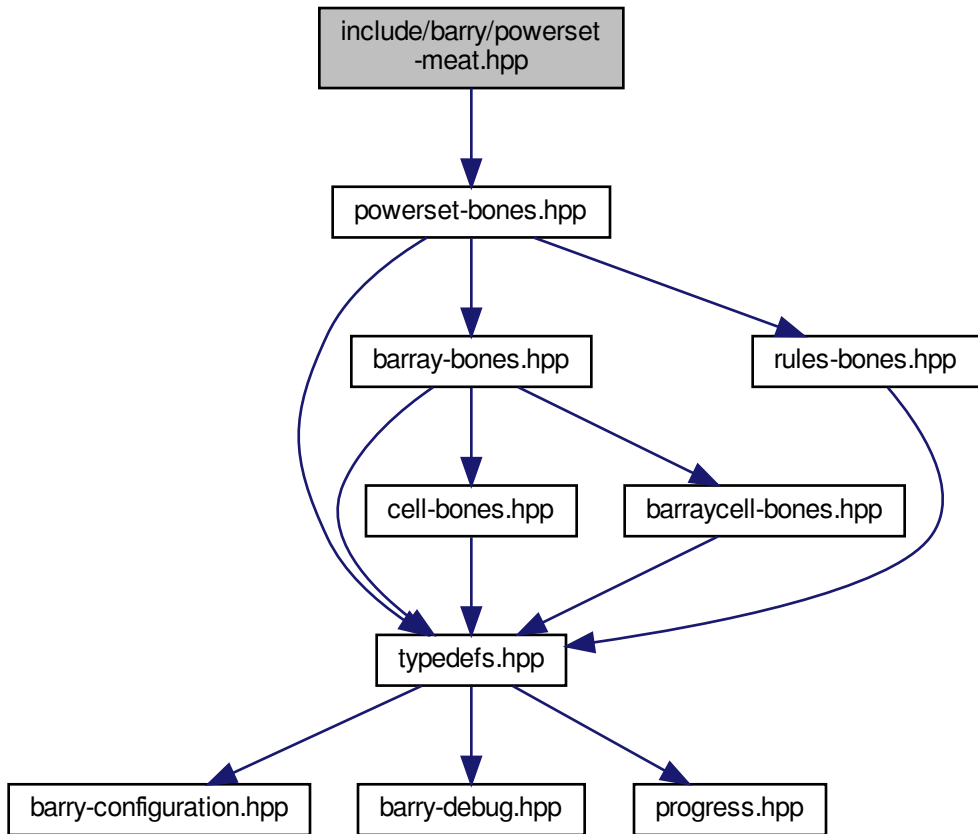 include/barry/powerset
-meat.hpp
powerset-bones.hpp
barray-bones.hpp
rules-bones.hpp
cell-bones.hpp
barraycell-bones.hpp
typedefs.hpp
barry-configuration.hpp
barry-debug.hpp
progress.hpp